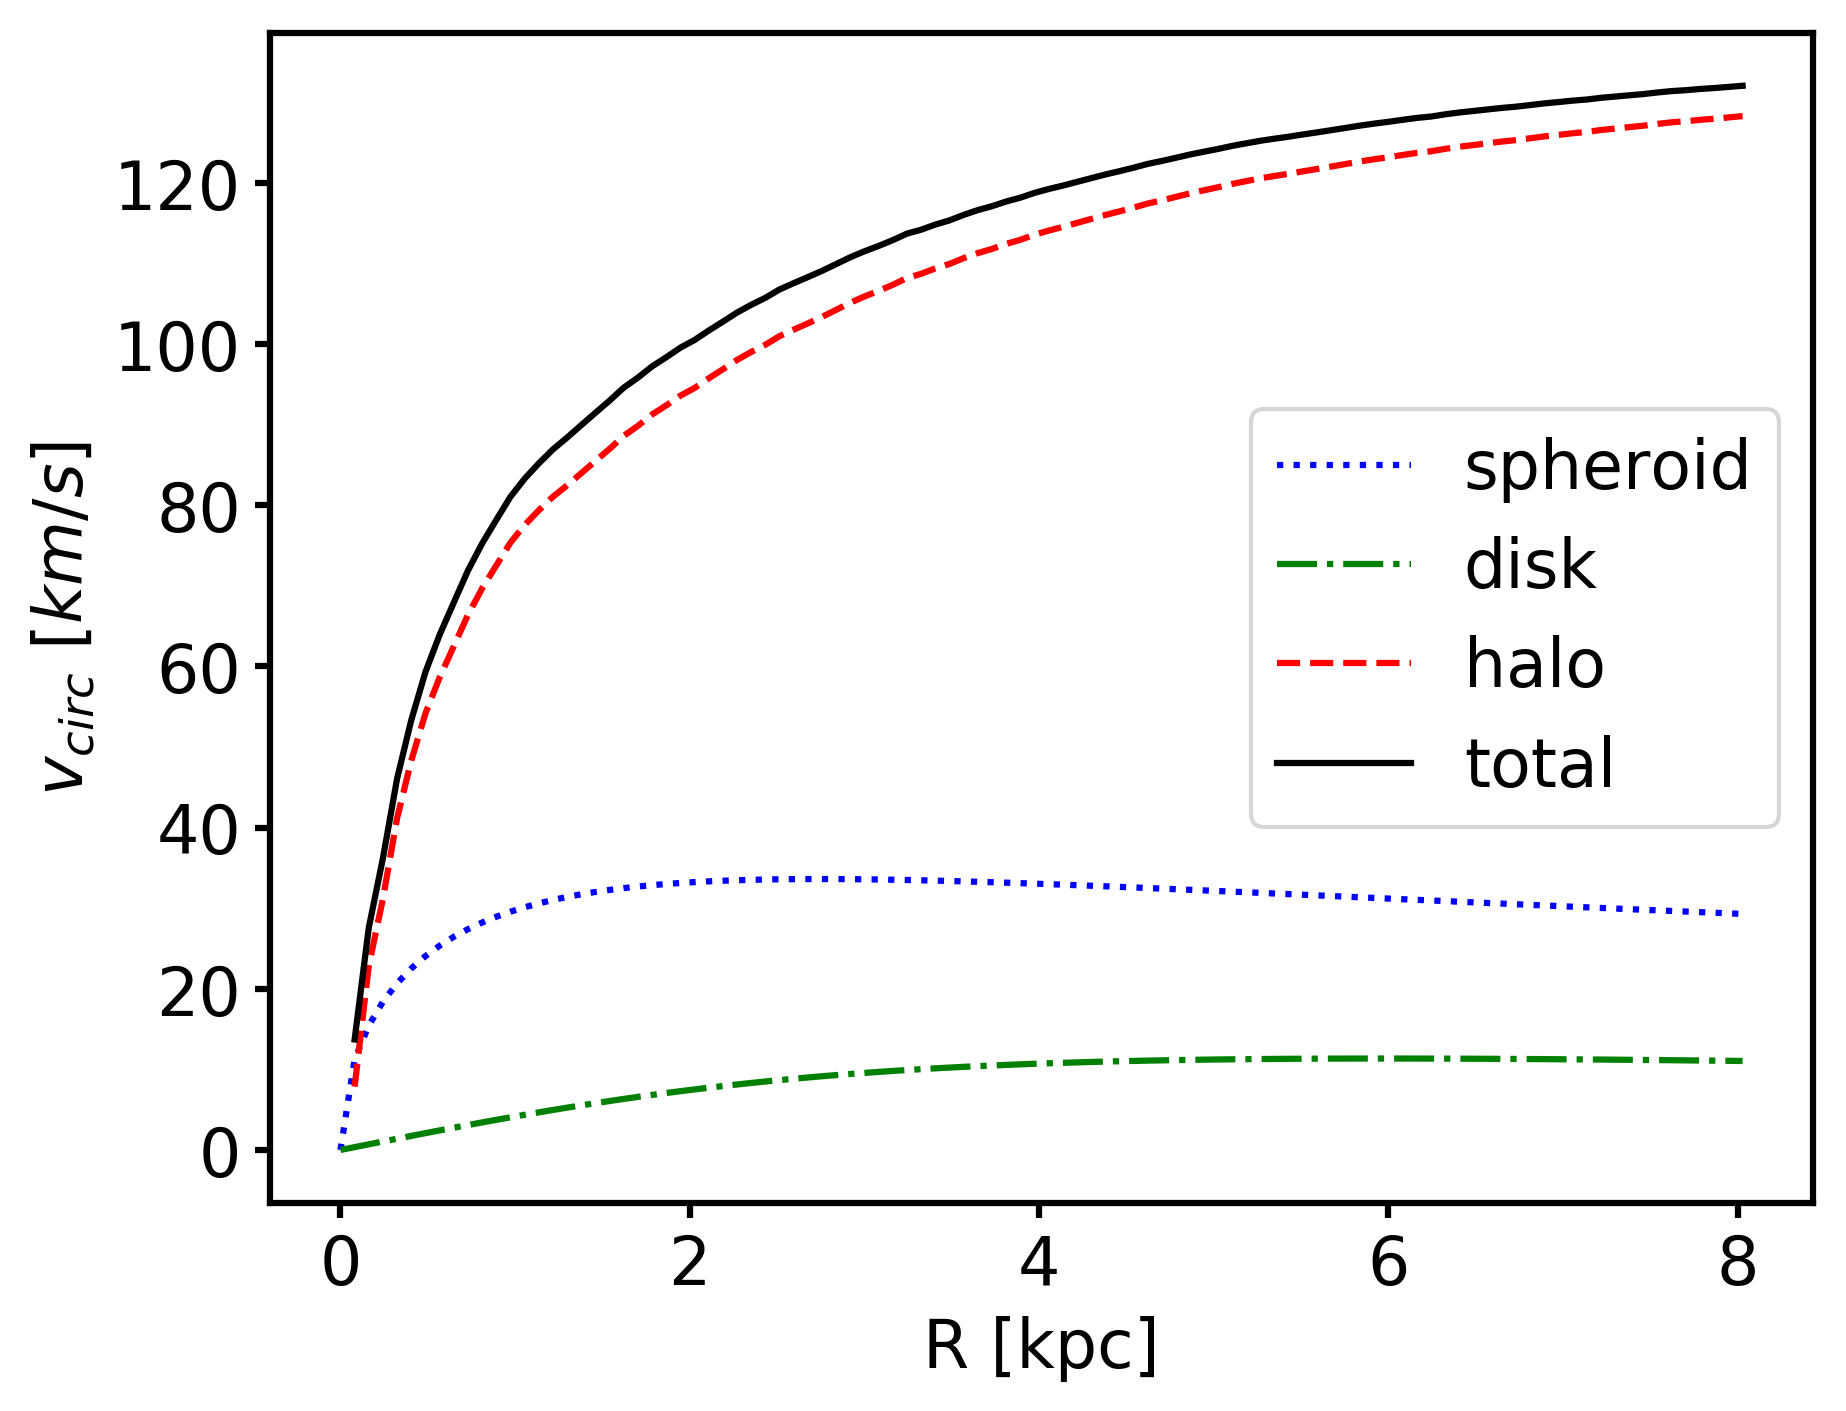 120
100
80
60
40
20
0
v_circ [km/s]
spheroid
disk
halo
total
0 2 4 6 8
R [kpc]